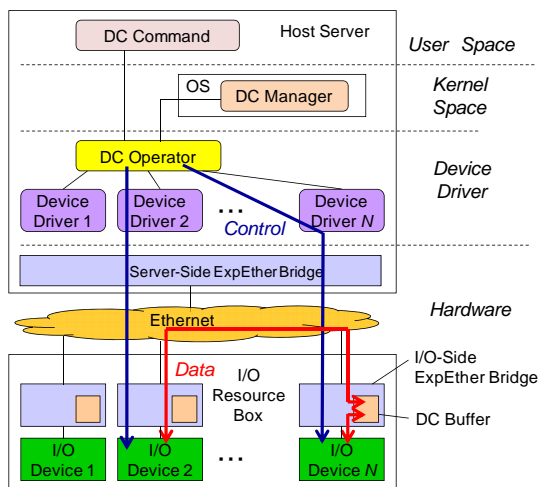 DC Command
Host Server
User Space
OS
DC Manager
Kernel
Space
DC Operator
Device
Driver
Device
Driver 1
Device
Driver 2
...
Device
Driver N
Control
Server-Side ExpEther Bridge
Ethernet
Hardware
Data
I/O
Resource
Box
I/O-Side
ExpEther Bridge
DC Buffer
I/O
Device 1
I/O
Device 2
...
I/O
Device N